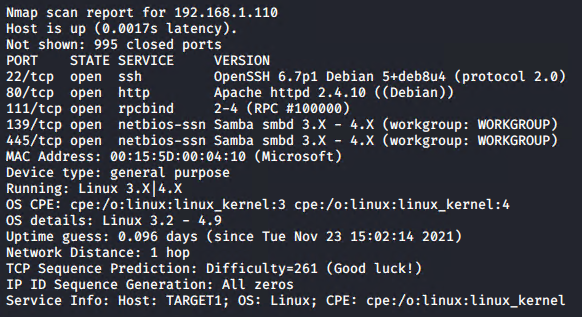 Nmap scan report for 192.168.1.110
Host is up (0.0017s latency).
Not shown: 995 closed ports
PORT    STATE SERVICE     VERSION
22/tcp  open  ssh         OpenSSH 6.7p1 Debian 5+deb8u4 (protocol 2.0)
80/tcp  open  http        Apache httpd 2.4.10 ((Debian))
111/tcp open  rpcbind     2-4 (RPC #100000)
139/tcp open  netbios-ssn Samba smbd 3.X - 4.X (workgroup: WORKGROUP)
445/tcp open  netbios-ssn Samba smbd 3.X - 4.X (workgroup: WORKGROUP)
MAC Address: 00:15:5D:00:04:10 (Microsoft)
Device type: general purpose
Running: Linux 3.X|4.X
OS CPE: cpe:/o:linux:linux_kernel:3 cpe:/o:linux:linux_kernel:4
OS details: Linux 3.2 - 4.9
Uptime guess: 0.096 days (since Tue Nov 23 15:02:14 2021)
Network Distance: 1 hop
TCP Sequence Prediction: Difficulty=261 (Good luck!)
IP ID Sequence Generation: All zeros
Service Info: Host: TARGET1; OS: Linux; CPE: cpe:/o:linux:linux_kernel